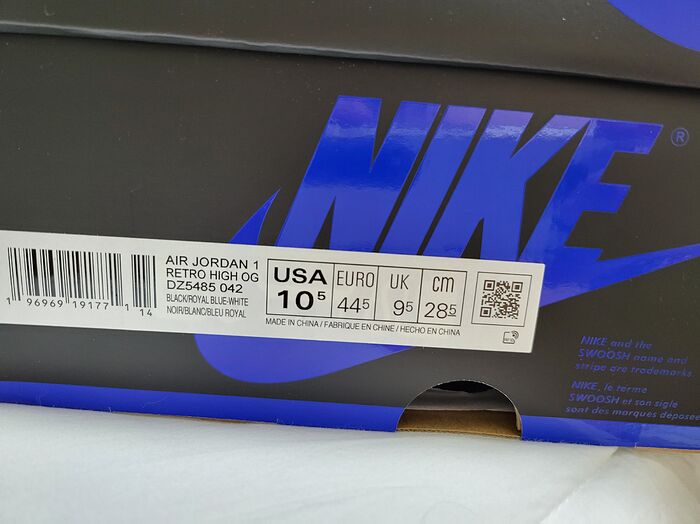 NIKE®
AIR JORDAN 1
RETRO HIGH OG
DZ5485 042
BLACK/ROYAL BLUE-WHITE
NOIR/BLANC/BLEU ROYAL
1 96969 19177 1 14
USA EURO UK cm
10⁵ 44⁵ 9⁵ 28⁵
MADE IN CHINA / FABRIQUE EN CHINE / HECHO EN CHINA
NIKE and the
SWOOSH name and
stripe are trademarks.
NIKE, le terme
SWOOSH et son sigle
sont des marques déposee